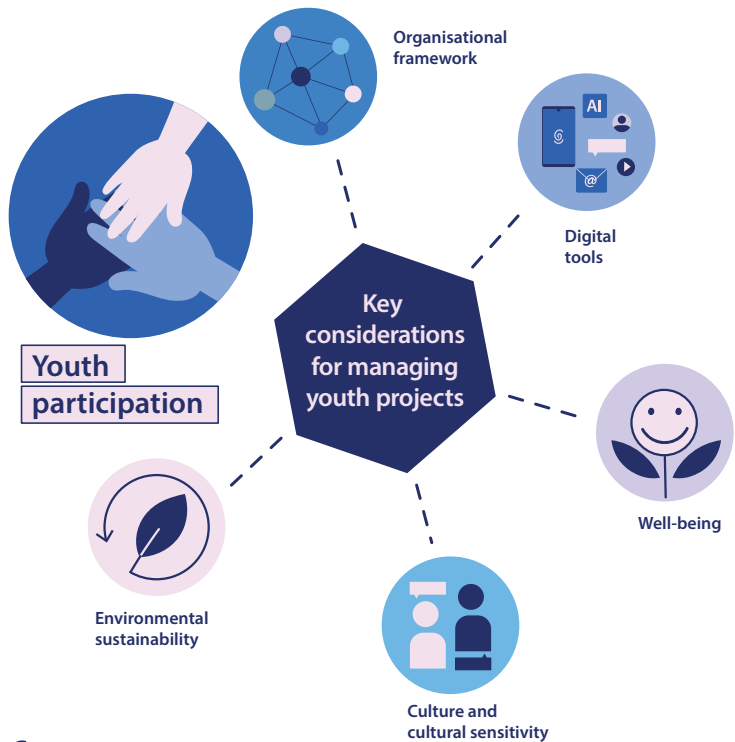 Organisational
framework
AI
@
Digital
tools
Youth
participation
Key
considerations
for managing
youth projects
Well-being
Environmental
sustainability
Culture and
cultural sensitivity